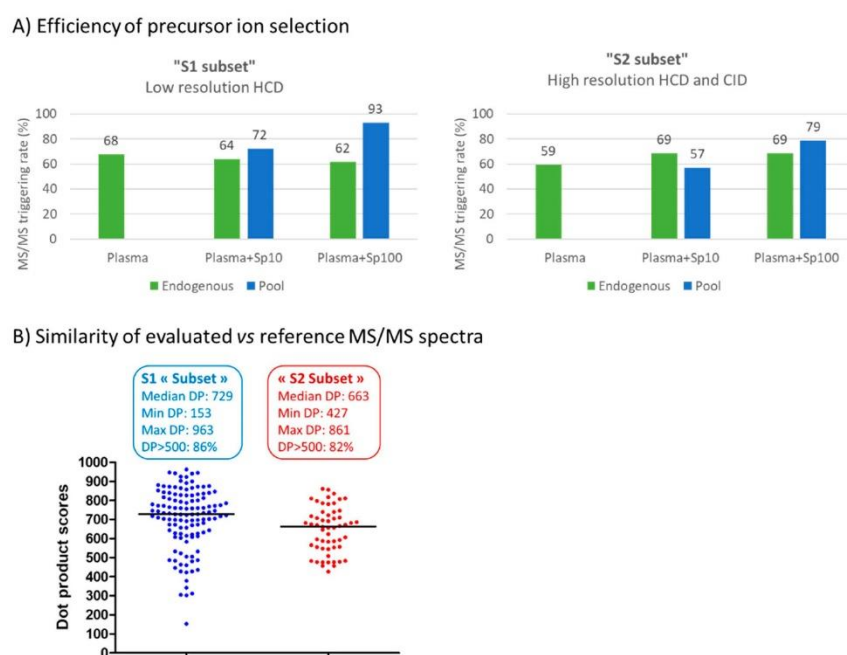 A) Efficiency of precursor ion selection
"S1 subset"
Low resolution HCD
MS/MS triggering rate (%)
100
80
60
40
20
0
68
64
72
62
93
Plasma
Plasma+Sp10
Plasma+Sp100
Endogenous
Pool
"S2 subset"
High resolution HCD and CID
MS/MS triggering rate (%)
100
80
60
40
20
0
59
69
57
69
79
Plasma
Plasma+Sp10
Plasma+Sp100
Endogenous
Pool
B) Similarity of evaluated vs reference MS/MS spectra
S1 « Subset »
Median DP: 729
Min DP: 153
Max DP: 963
DP>500: 86%
« S2 Subset »
Median DP: 663
Min DP: 427
Max DP: 861
DP>500: 82%
Dot product scores
1000
900
800
700
600
500
400
300
200
100
0